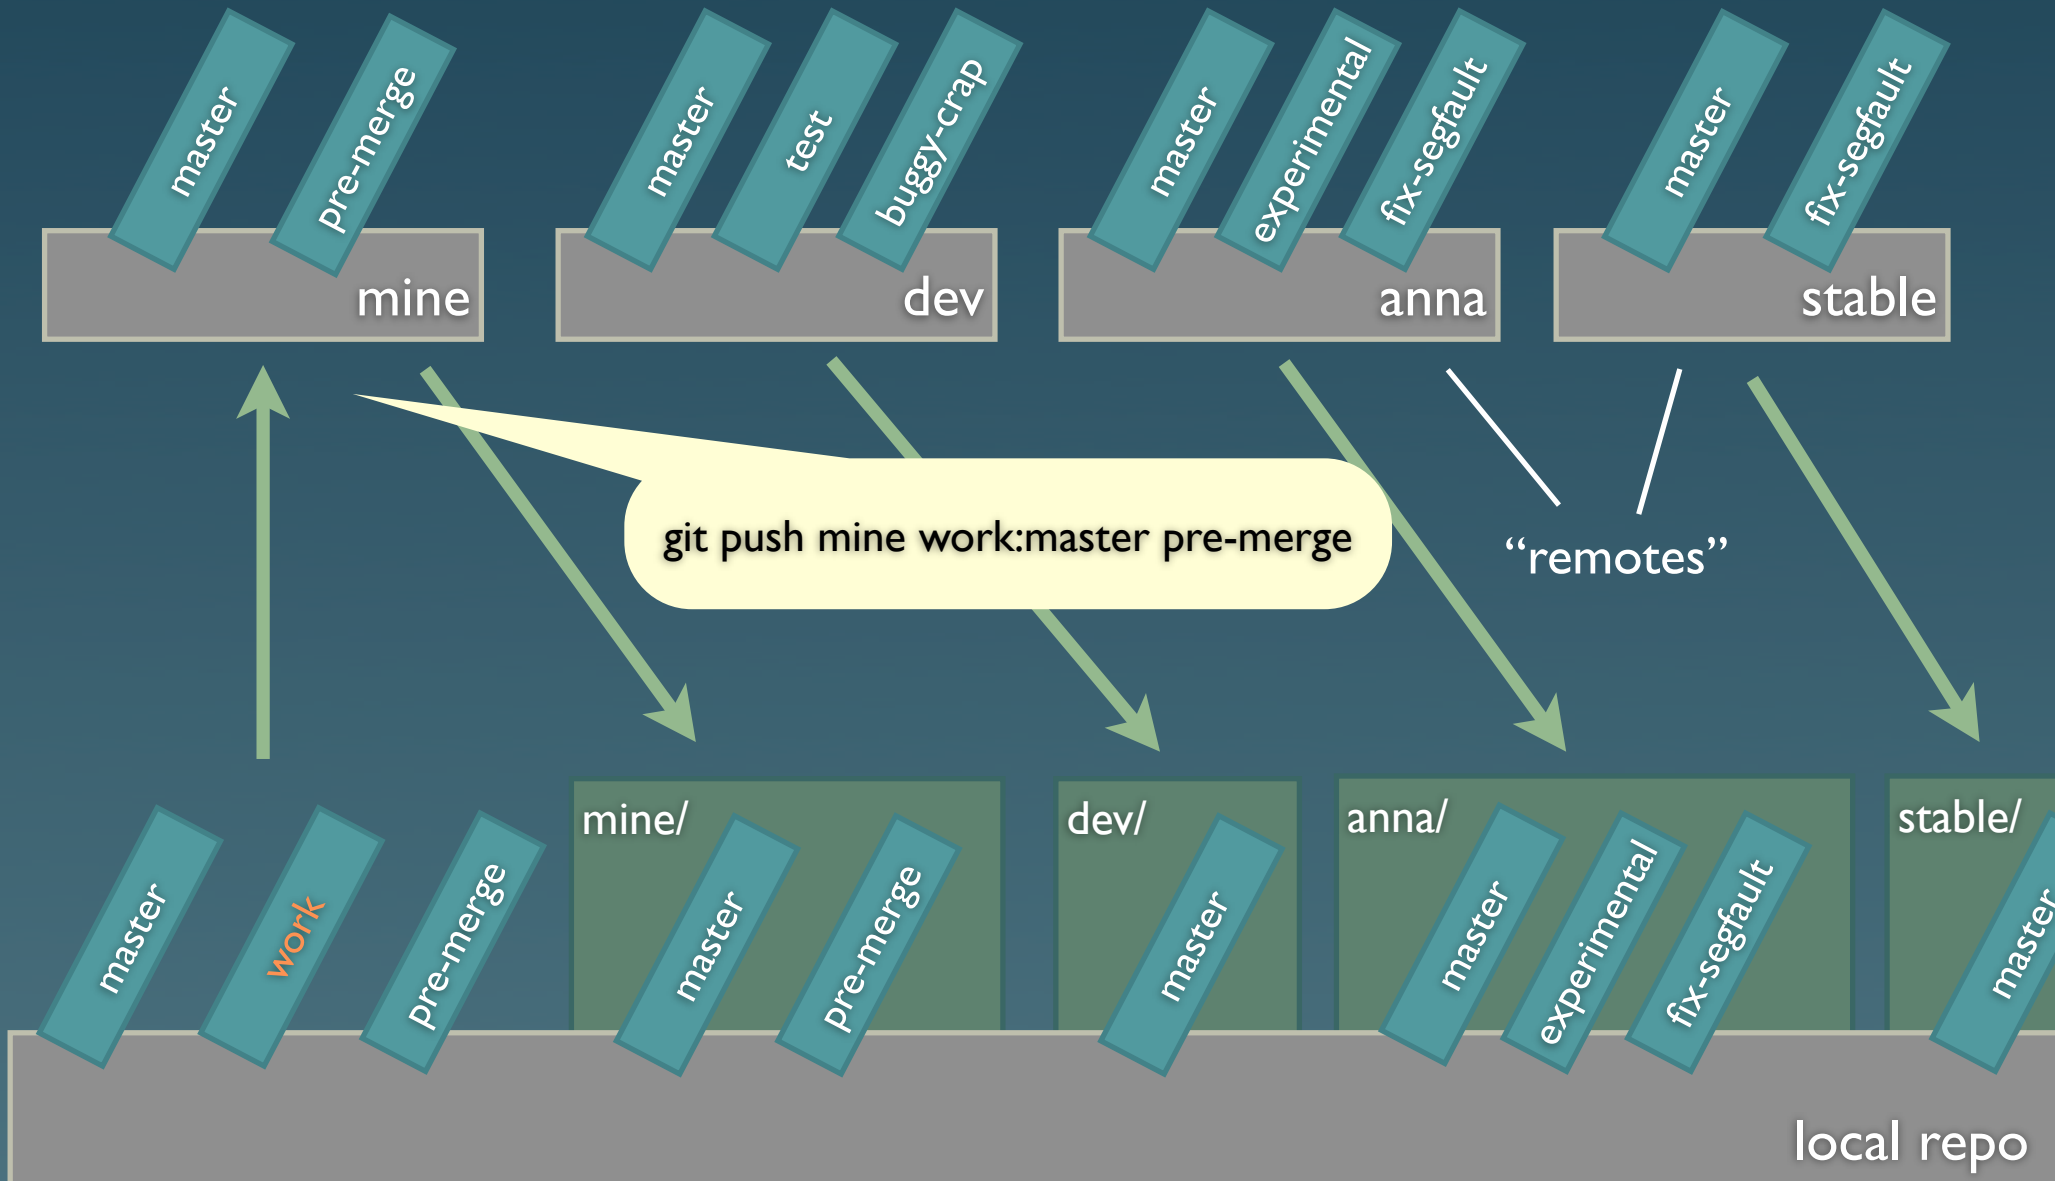 master
pre-merge
master
test
buggy-crap
master
experimental
fix-segfault
master
fix-segfault
mine
dev
anna
stable
git push mine work:master pre-merge
“remotes”
mine/
dev/
anna/
stable/
master
work
pre-merge
master
pre-merge
master
master
experimental
fix-segfault
master
local repo